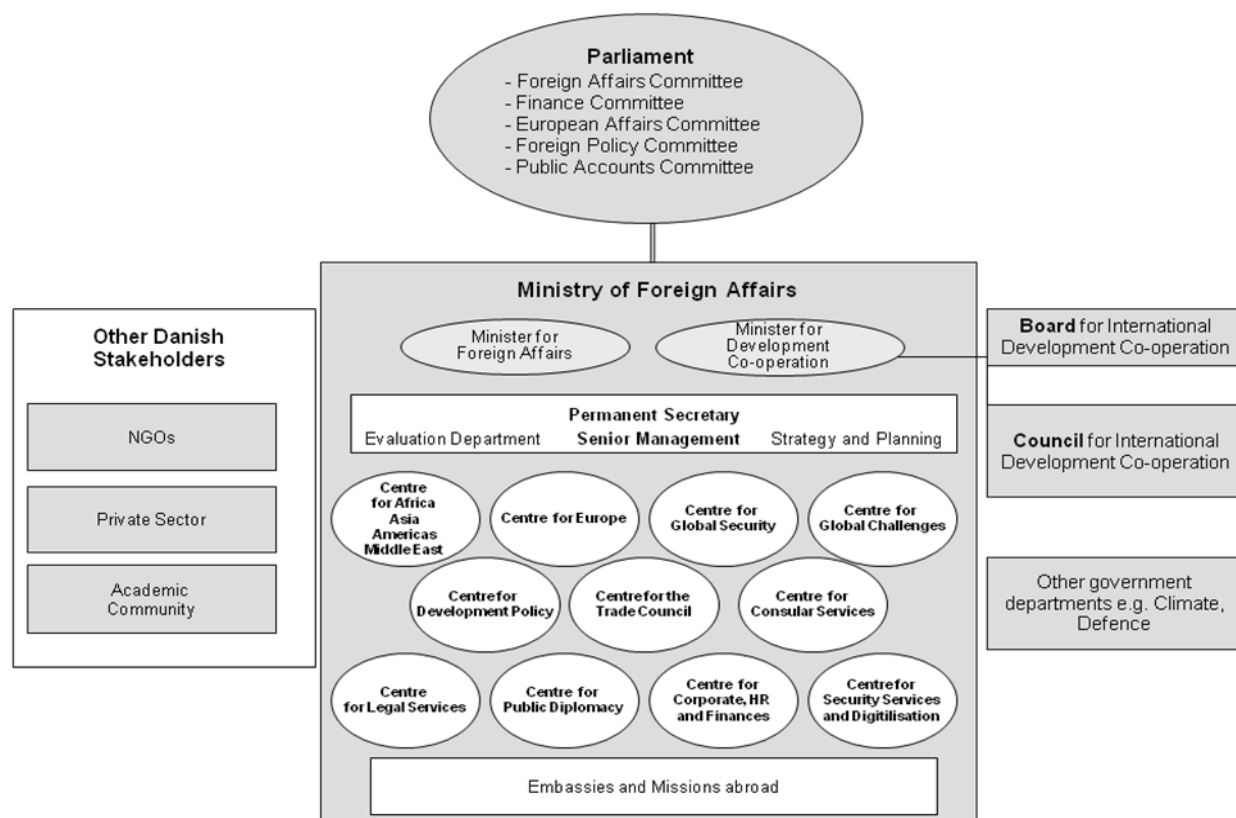 Parliament
- Foreign Affairs Committee
- Finance Committee
- European Affairs Committee
- Foreign Policy Committee
- Public Accounts Committee
Ministry of Foreign Affairs
Minister for
Foreign Affairs
Minister for
Development
Co-operation
Other Danish
Stakeholders
NGOs
Private Sector
Academic
Community
Board for International
Development Co-operation
Council for International
Development Co-operation
Other government
departments e.g. Climate,
Defence
Permanent Secretary
Evaluation Department Senior Management Strategy and Planning
Centre
for Africa
Asia
Americas
Middle East
Centre for Europe
Centre for
Global Security
Centre for
Global Challenges
Centre for
Development Policy
Centre for the
Trade Council
Centre for
Consular Services
Centre
for Legal Services
Centre for
Public Diplomacy
Centre for
Corporate, HR
and Finances
Centre for
Security Services
and Digitilisation
Embassies and Missions abroad